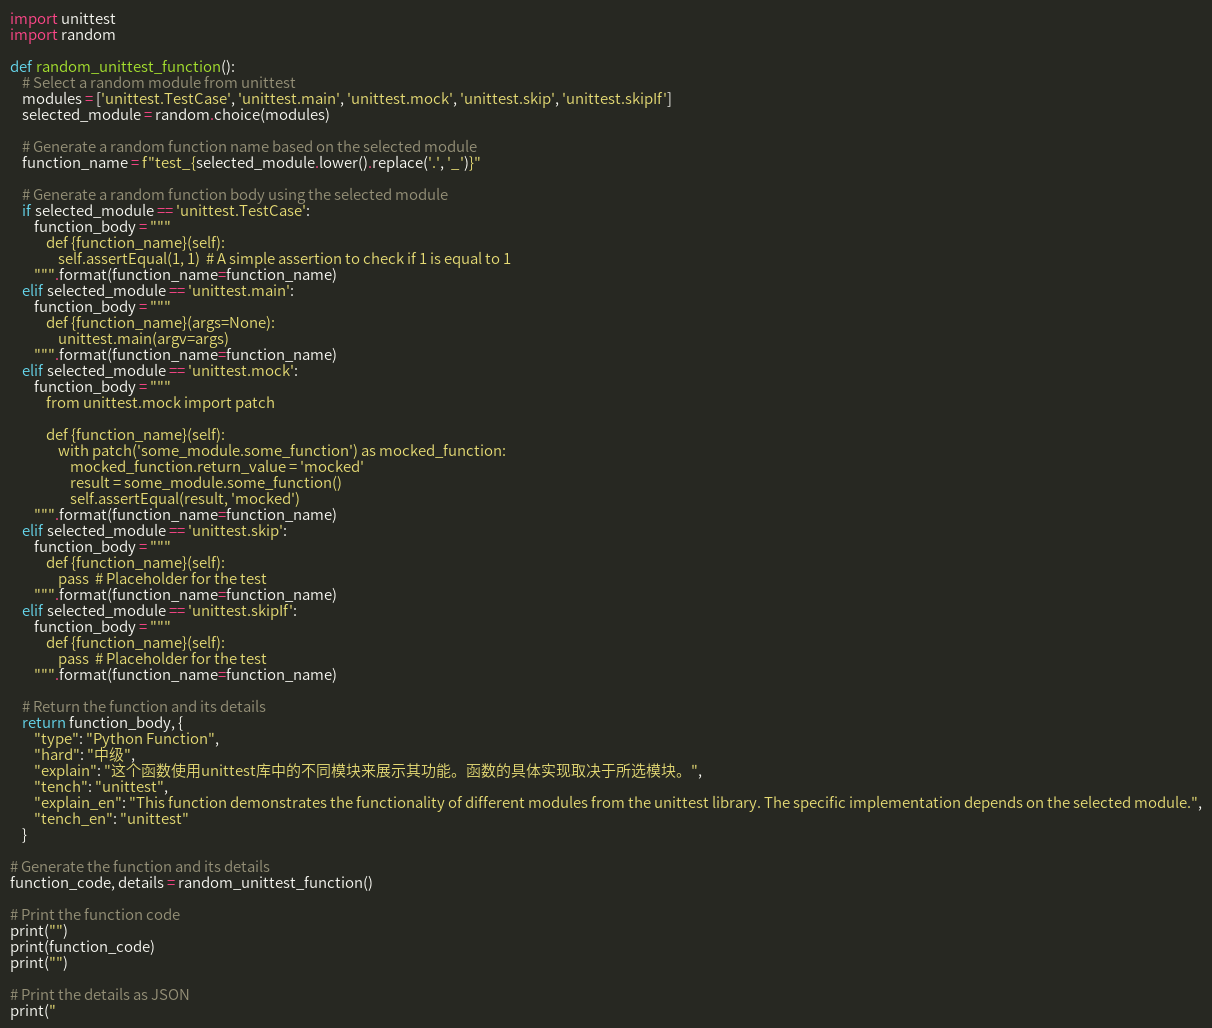 import unittest
import random

def random_unittest_function():
    # Select a random module from unittest
    modules = ['unittest.TestCase', 'unittest.main', 'unittest.mock', 'unittest.skip', 'unittest.skipIf']
    selected_module = random.choice(modules)

    # Generate a random function name based on the selected module
    function_name = f"test_{selected_module.lower().replace('.', '_')}"

    # Generate a random function body using the selected module
    if selected_module == 'unittest.TestCase':
        function_body = """
            def {function_name}(self):
                self.assertEqual(1, 1)  # A simple assertion to check if 1 is equal to 1
        """.format(function_name=function_name)
    elif selected_module == 'unittest.main':
        function_body = """
            def {function_name}(args=None):
                unittest.main(argv=args)
        """.format(function_name=function_name)
    elif selected_module == 'unittest.mock':
        function_body = """
            from unittest.mock import patch

            def {function_name}(self):
                with patch('some_module.some_function') as mocked_function:
                    mocked_function.return_value = 'mocked'
                    result = some_module.some_function()
                    self.assertEqual(result, 'mocked')
        """.format(function_name=function_name)
    elif selected_module == 'unittest.skip':
        function_body = """
            def {function_name}(self):
                pass  # Placeholder for the test
        """.format(function_name=function_name)
    elif selected_module == 'unittest.skipIf':
        function_body = """
            def {function_name}(self):
                pass  # Placeholder for the test
        """.format(function_name=function_name)

    # Return the function and its details
    return function_body, {
        "type": "Python Function",
        "hard": "中级",
        "explain": "这个函数使用unittest库中的不同模块来展示其功能。函数的具体实现取决于所选模块。",
        "tench": "unittest",
        "explain_en": "This function demonstrates the functionality of different modules from the unittest library. The specific implementation depends on the selected module.",
        "tench_en": "unittest"
    }

# Generate the function and its details
function_code, details = random_unittest_function()

# Print the function code
print("")
print(function_code)
print("")

# Print the details as JSON
print("